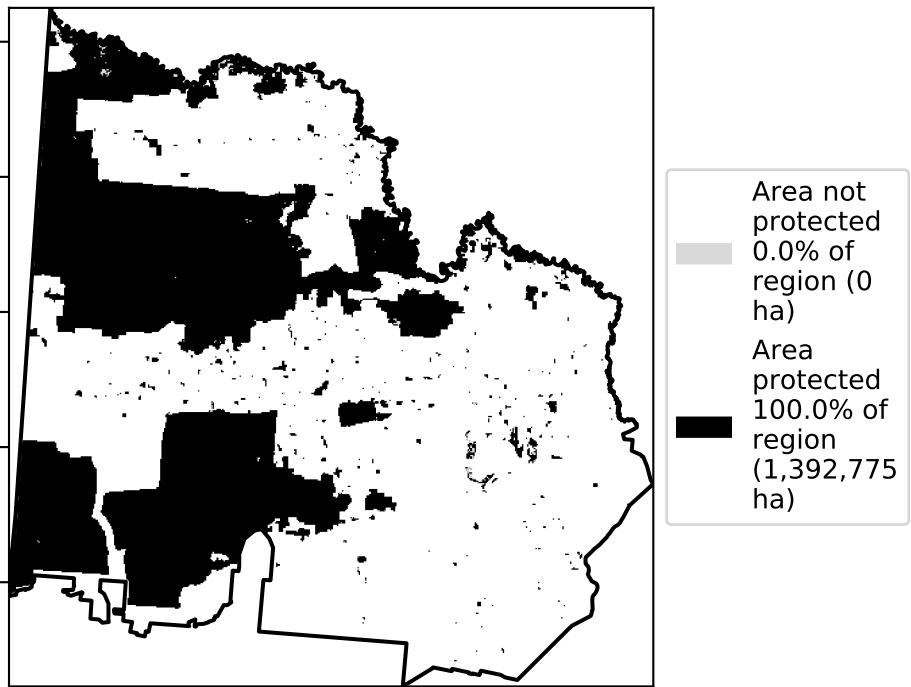 Area not
protected
0.0% of
region (0
ha)
Area
protected
100.0% of
region
(1,392,775
ha)